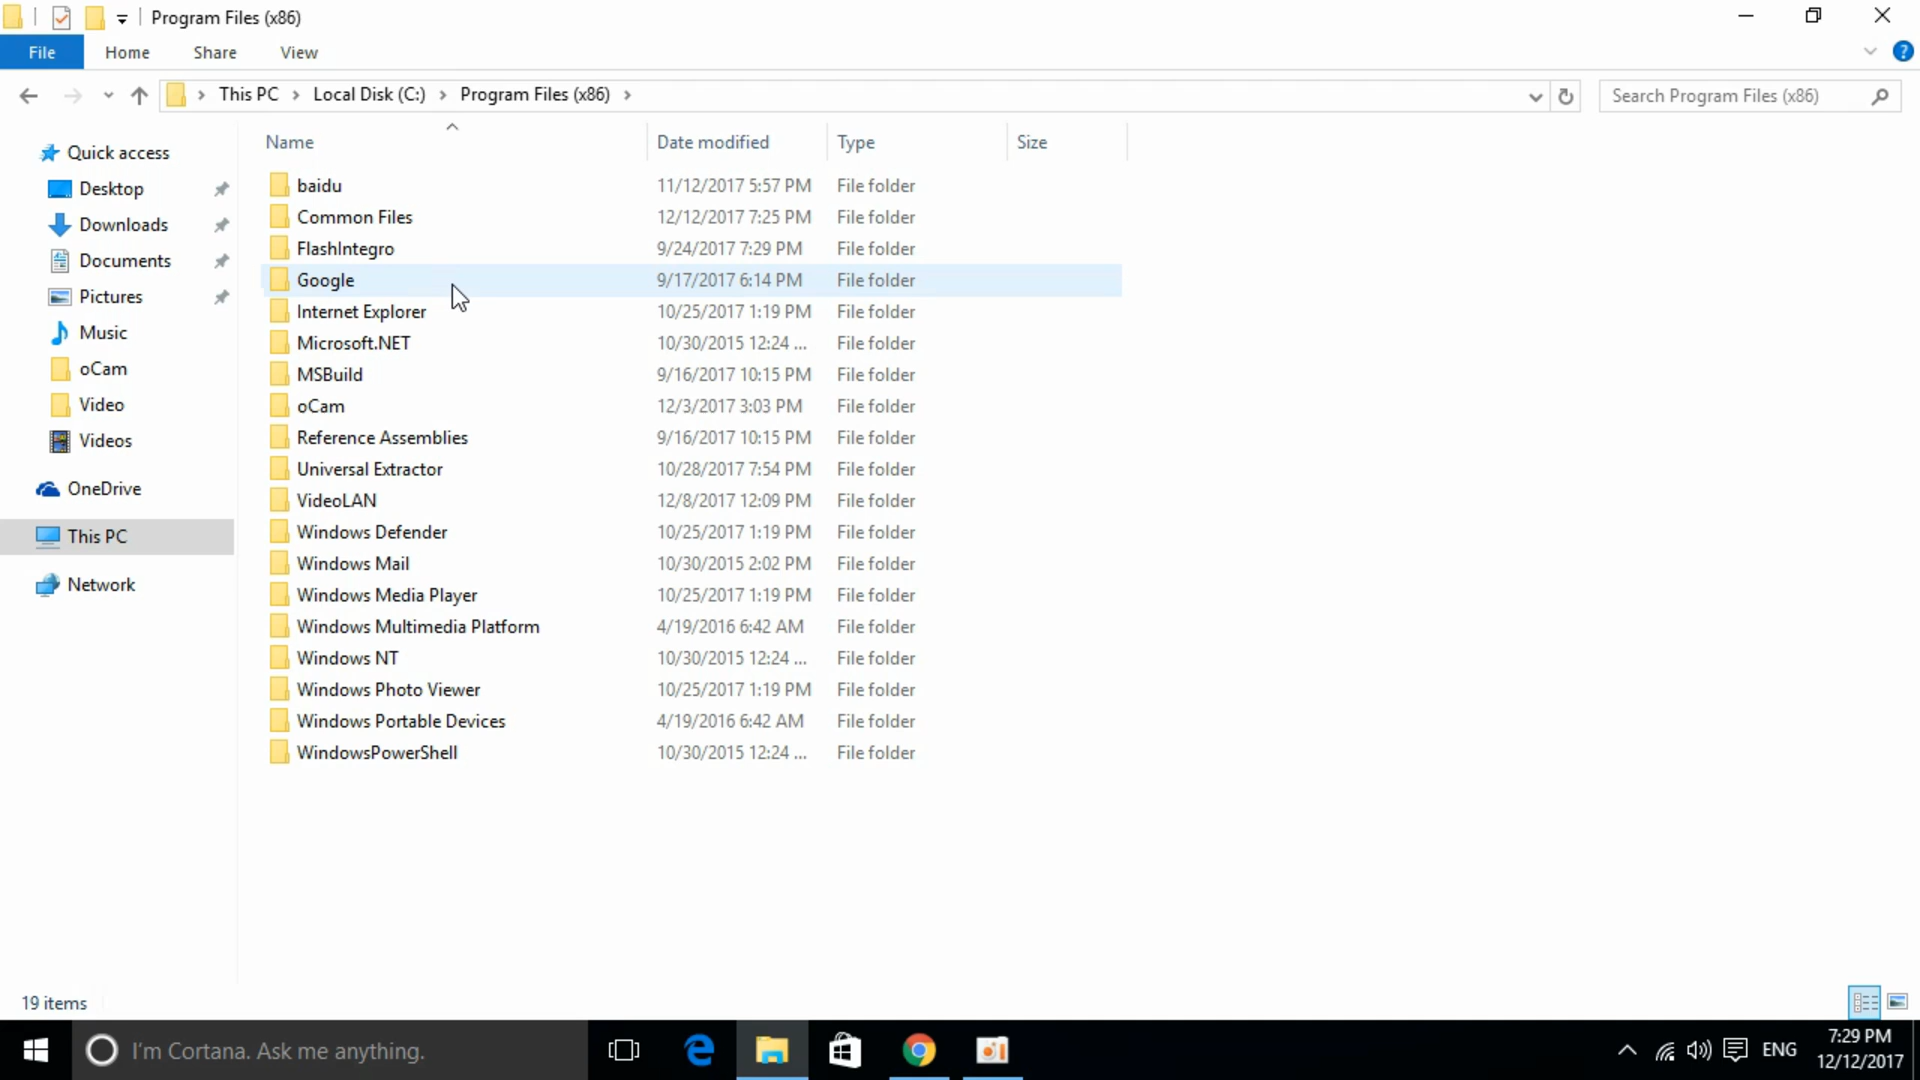 Program Files (x86)
File Home Share View
This PC Local Disk (C:) Program Files (x86)
Search Program Files (x86)
Name Date modified Type Size
Quick access
Desktop
Downloads
Documents
Pictures
Music
oCam
Video
Videos
OneDrive
This PC
Network
baidu 11/12/2017 5:57 PM File folder
Common Files 12/12/2017 7:25 PM File folder
FlashIntegro 9/24/2017 7:29 PM File folder
Google 9/17/2017 6:14 PM File folder
Internet Explorer 10/25/2017 1:19 PM File folder
Microsoft.NET 10/30/2015 12:24 ... File folder
MSBuild 9/16/2017 10:15 PM File folder
oCam 12/3/2017 3:03 PM File folder
Reference Assemblies 9/16/2017 10:15 PM File folder
Universal Extractor 10/28/2017 7:54 PM File folder
VideoLAN 12/8/2017 12:09 PM File folder
Windows Defender 10/25/2017 1:19 PM File folder
Windows Mail 10/30/2015 2:02 PM File folder
Windows Media Player 10/25/2017 1:19 PM File folder
Windows Multimedia Platform 4/19/2016 6:42 AM File folder
Windows NT 10/30/2015 12:24 ... File folder
Windows Photo Viewer 10/25/2017 1:19 PM File folder
Windows Portable Devices 4/19/2016 6:42 AM File folder
WindowsPowerShell 10/30/2015 12:24 ... File folder
19 items
I'm Cortana. Ask me anything.
ENG
7:29 PM
12/12/2017